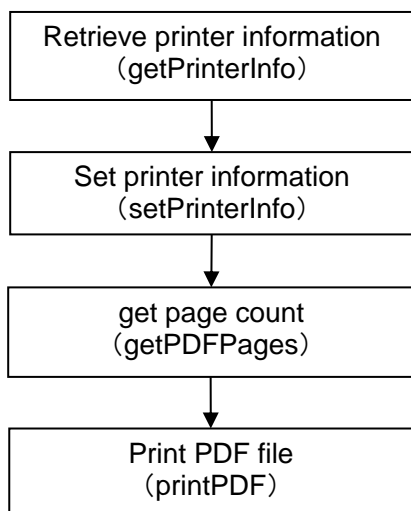 Retrieve printer information
（getPrinterInfo）
Set printer information
（setPrinterInfo）
get page count
（getPDFPages）
Print PDF file
（printPDF）